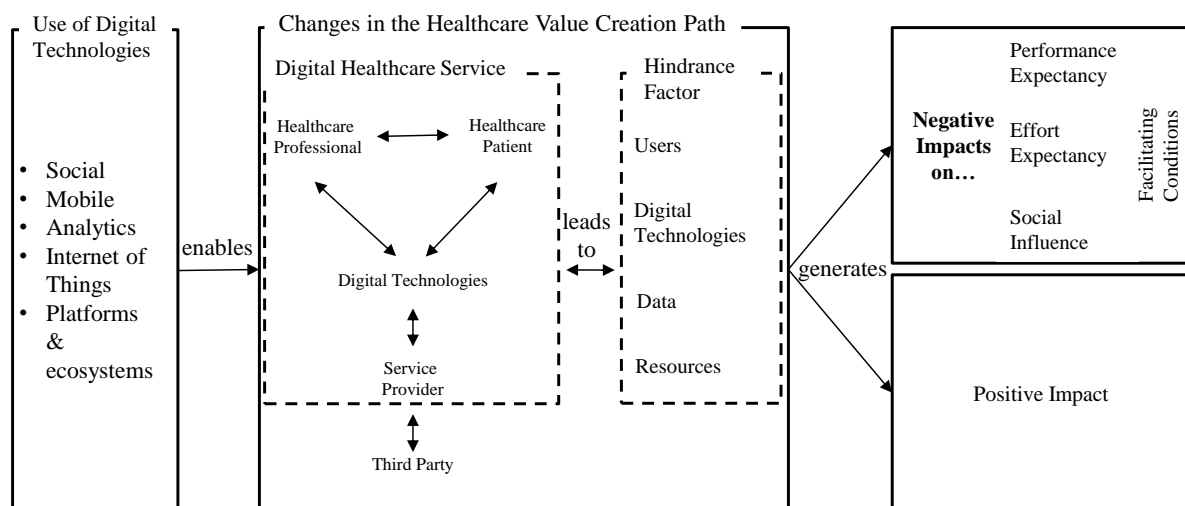 Use of Digital
Technologies
• Social
• Mobile
• Analytics
• Internet of
Things
• Platforms
&
ecosystems
enables
Changes in the Healthcare Value Creation Path
Digital Healthcare Service
Healthcare
Professional
Healthcare
Patient
Digital Technologies
Service
Provider
Third Party
leads
to
Hindrance
Factor
Users
Digital
Technologies
Data
Resources
generates
Negative
Impacts
on…
Performance
Expectancy
Effort
Expectancy
Social
Influence
Facilitating
Conditions
Positive Impact